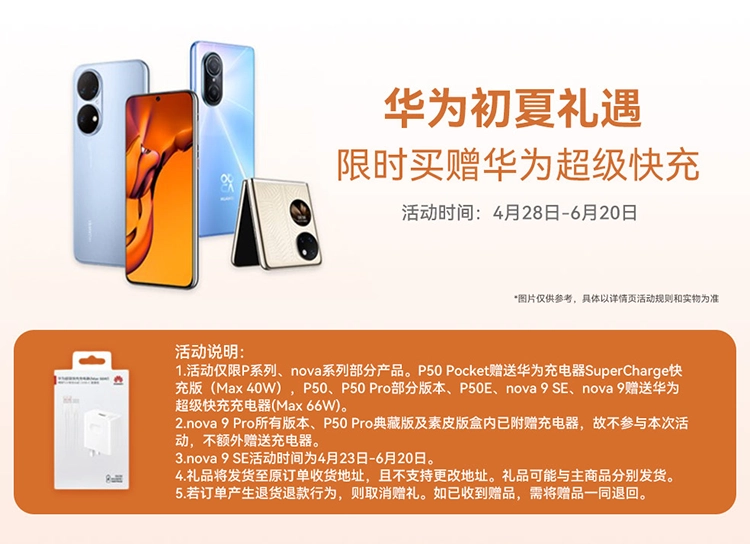 华为初夏礼遇
限时买赠华为超级快充
活动时间：4月28日-6月20日
*图片仅供参考，具体以详情页活动规则和实物为准
活动说明：
1.活动仅限P系列、nova系列部分产品。P50 Pocket赠送华为充电器SuperCharge快
充版（Max 40W），P50、P50 Pro部分版本、P50E、nova 9 SE、nova 9赠送华为
超级快充充电器(Max 66W)。
2.nova 9 Pro所有版本、P50 Pro典藏版及素皮版盒内已附赠充电器，故不参与本次活
动，不额外赠送充电器。
3.nova 9 SE活动时间为4月23日-6月20日。
4.礼品将发货至原订单收货地址，且不支持更改地址。礼品可能与主商品分别发货。
5.若订单产生退货退款行为，则取消赠礼。如已收到赠品，需将赠品一同退回。